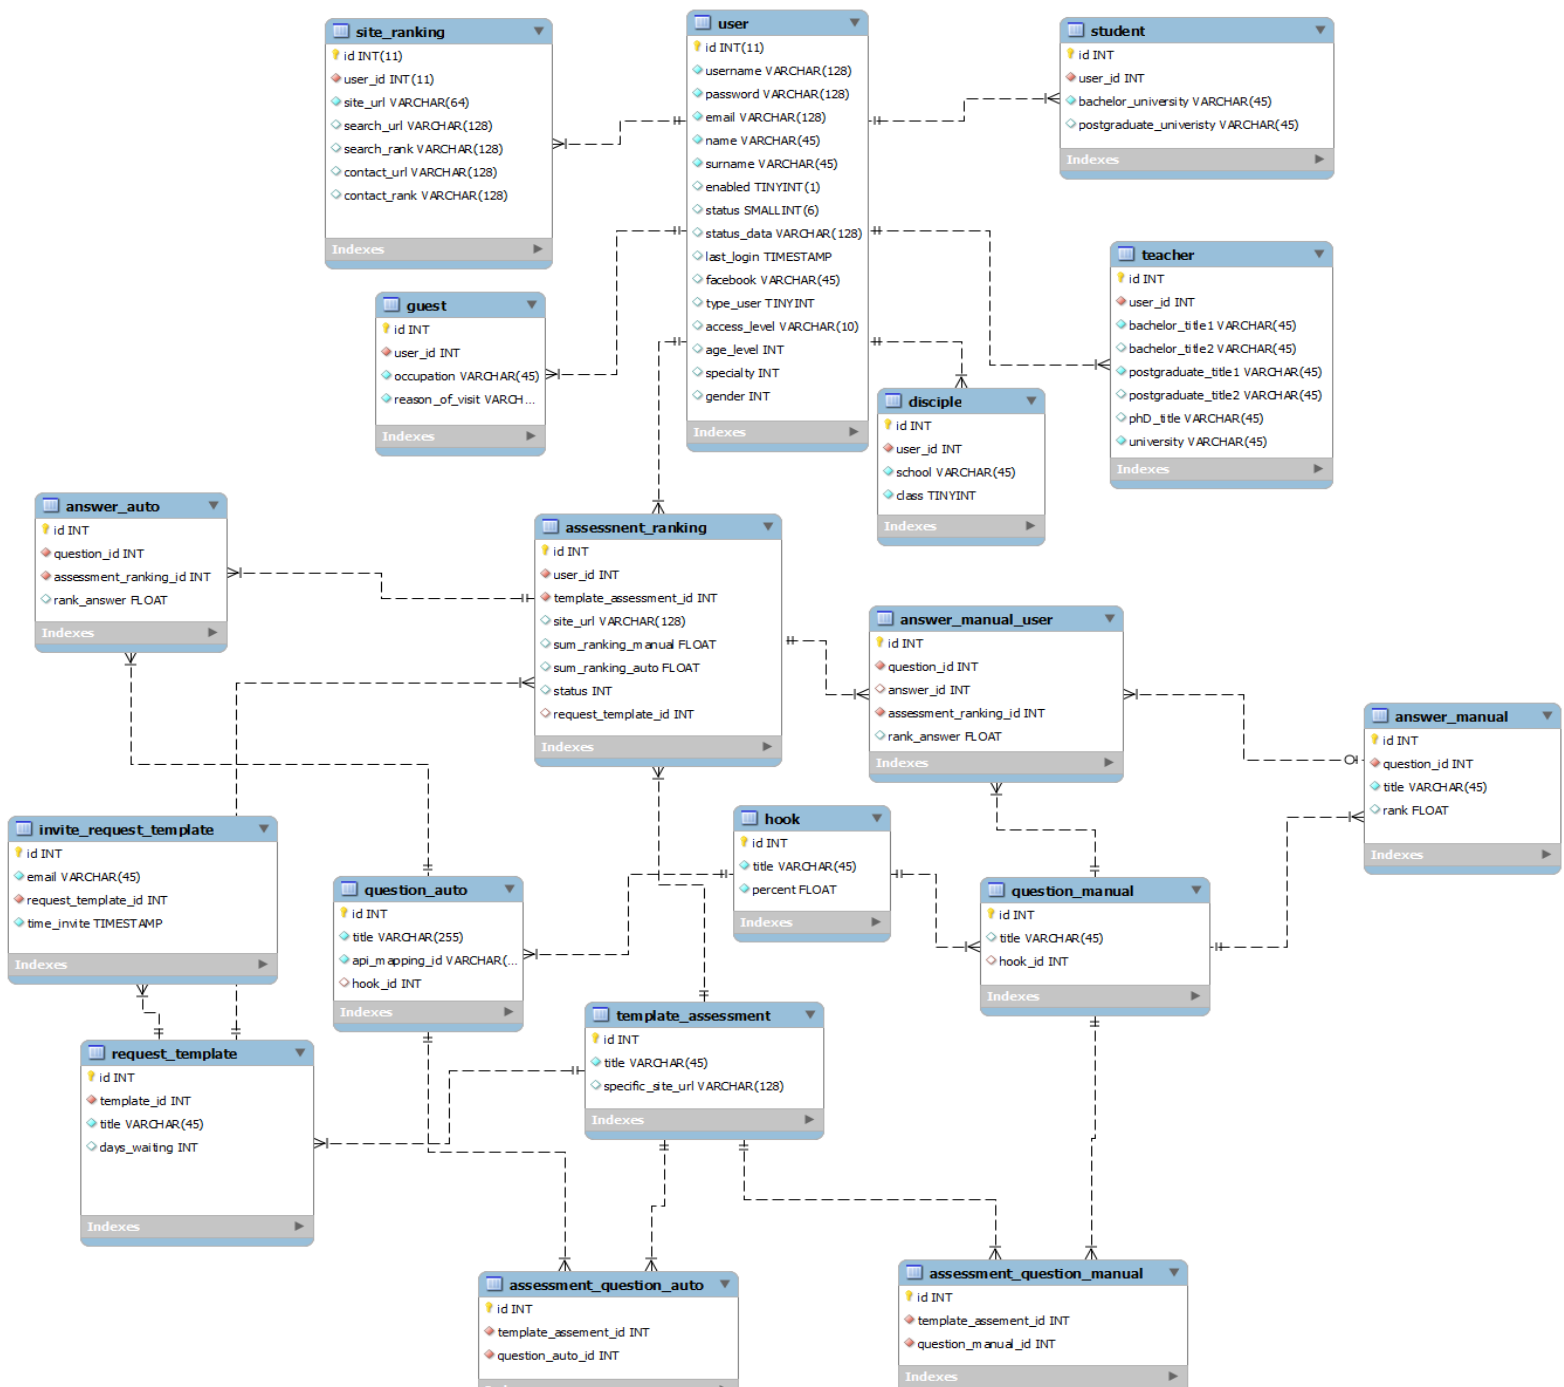 site_ranking
id INT(11)
user_id INT(11)
site_url VARCHAR(64)
search_url VARCHAR(128)
search_rank VARCHAR(128)
contact_url VARCHAR(128)
contact_rank VARCHAR(128)
Indexes
user
id INT(11)
username VARCHAR(128)
password VARCHAR(128)
email VARCHAR(128)
name VARCHAR(45)
surname VARCHAR(45)
enabled TINYINT(1)
status SMALLINT(6)
status_data VARCHAR(128)
last_login TIMESTAMP
facebook VARCHAR(45)
type_user TINYINT
access_level VARCHAR(10)
age_level INT
specialty INT
gender INT
Indexes
student
id INT
user_id INT
bachelor_university VARCHAR(45)
postgraduate_univeristy VARCHAR(45)
Indexes
guest
id INT
user_id INT
occupation VARCHAR(45)
reason_of_visit VARCH...
Indexes
teacher
id INT
user_id INT
bachelor_title1 VARCHAR(45)
bachelor_title2 VARCHAR(45)
postgraduate_title1 VARCHAR(45)
postgraduate_title2 VARCHAR(45)
phD_title VARCHAR(45)
university VARCHAR(45)
Indexes
disciple
id INT
user_id INT
school VARCHAR(45)
class TINYINT
Indexes
answer_auto
id INT
question_id INT
assessment_ranking_id INT
rank_answer FLOAT
Indexes
assessnent_ranking
id INT
user_id INT
template_assessment_id INT
site_url VARCHAR(128)
sum_ranking_manual FLOAT
sum_ranking_auto FLOAT
status INT
request_template_id INT
Indexes
answer_manual_user
id INT
question_id INT
answer_id INT
assessment_ranking_id INT
rank_answer FLOAT
Indexes
answer_manual
id INT
question_id INT
title VARCHAR(45)
rank FLOAT
Indexes
invite_request_template
id INT
email VARCHAR(45)
request_template_id INT
time_invite TIMESTAMP
Indexes
question_auto
id INT
title VARCHAR(255)
api_mapping_id VARCHAR(...
hook_id INT
Indexes
hook
id INT
title VARCHAR(45)
percent FLOAT
Indexes
question_manual
id INT
title VARCHAR(45)
hook_id INT
Indexes
request_template
id INT
template_id INT
title VARCHAR(45)
days_waiting INT
Indexes
template_assessment
id INT
title VARCHAR(45)
specific_site_url VARCHAR(128)
Indexes
assessment_question_auto
id INT
template_assement_id INT
question_auto_id INT
assessment_question_manual
id INT
template_assement_id INT
question_manual_id INT
Indexes